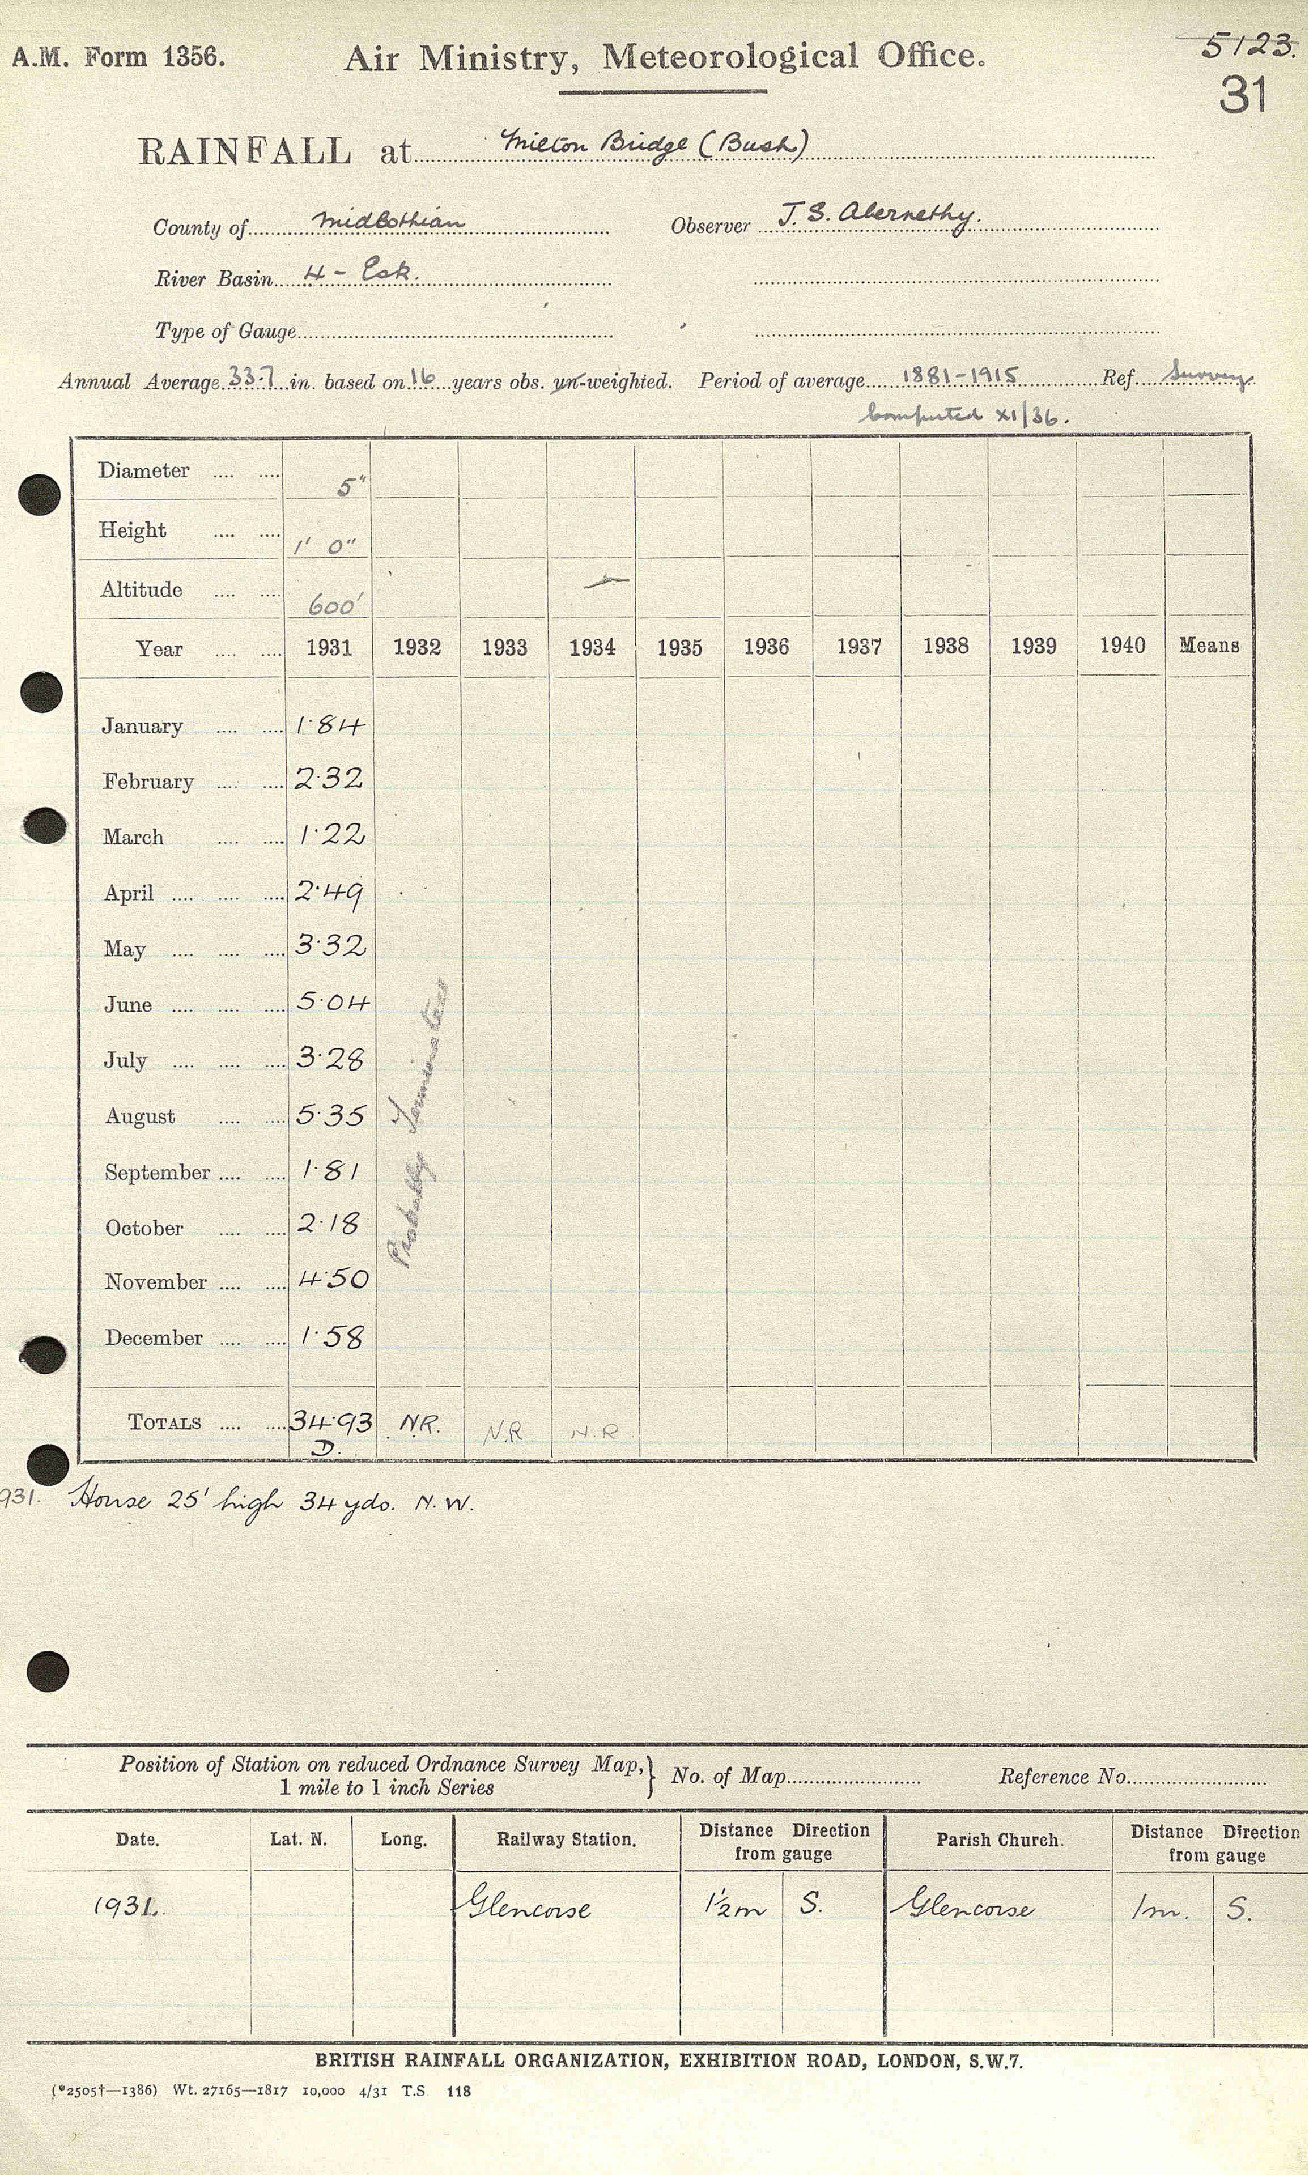 A.M. Form 1356. Air Ministry, Meteorological Office. 5123.
31
RAINFALL at Milton Bridge (Bush)
County of Midlothian Observer J. S. Abernethy.
River Basin 4 - Esk.
Type of Gauge
Annual Average 33.7 in. based on 16 years obs. un-weighted. Period of average 1881-1915 Ref. Survey
Computed XI/36.
Diameter 5"
Height 1' 0"
Altitude 600'
Year 1931 1932 1933 1934 1935 1936 1937 1938 1939 1940 Means
January 1.84
February 2.32
March 1.22
April 2.49
May 3.32
June 5.04
July 3.28
August 5.35
September 1.81
October 2.18
November 4.50
December 1.58
Probably Terminated
TOTALS 34.93 N.R. N.R N.R.
D.
931. House 25' high 34 yds. N.W.
Position of Station on reduced Ordnance Survey Map,} No. of Map Reference No.
1 mile to 1 inch Series
Date. Lat. N. Long. Railway Station. Distance Direction Parish Church. Distance Direction
from gauge from gauge
1931. Glencorse 1½m S. Glencorse 1m. S.
BRITISH RAINFALL ORGANIZATION, EXHIBITION ROAD, LONDON, S.W.7.
(*2505†—1386) Wt. 27165—1817 10,000 4/31 T.S. 118